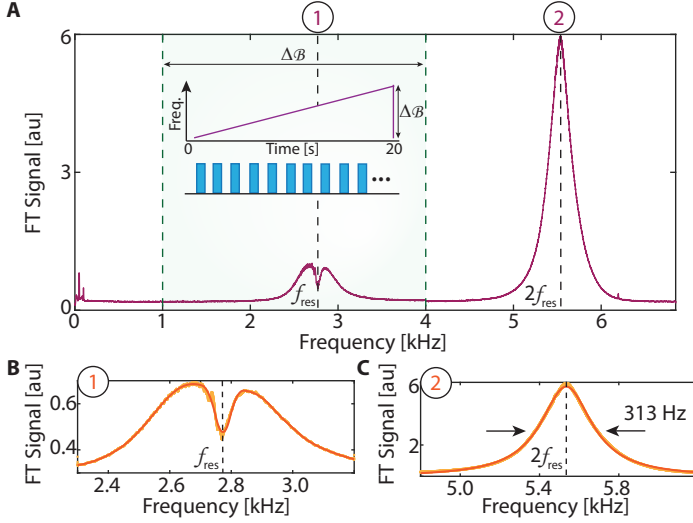 A
1
2
FT Signal [au]
6
3
0
Δℬ
Freq.
Δℬ
0
Time [s]
20
•••
f_res
2f_res
0
1
2
3
4
5
6
Frequency [kHz]
B
1
FT Signal [au]
0.6
0.4
f_res
2.4
2.6
2.8
3.0
Frequency [kHz]
C
2
FT Signal [au]
6
2
313 Hz
2f_res
5.0
5.4
5.8
Frequency [kHz]